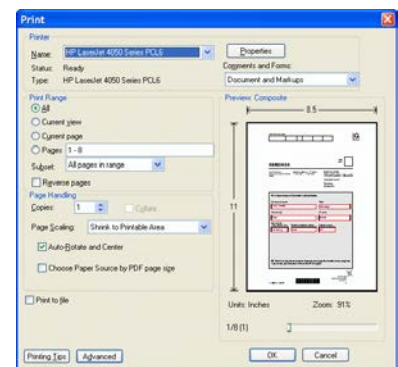 Print
Printer
Name: HP LaserJet 4050 Series PCL6
Properties
Status: Ready
Comments and Forms:
Type: HP LaserJet 4050 Series PCL6
Document and Markups
Print Range
All
Current view
Current page
Pages 1 - 8
Subset: All pages in range
Reverse pages
Page Handling
Copies: 1
Collate
Page Scaling: Shrink to Printable Area
Auto-Rotate and Center
Choose Paper Source by PDF page size
Print to file
Preview: Composite
8.5
11
Units: Inches Zoom: 91%
1/8 (1)
Printing Tips
Advanced
OK
Cancel